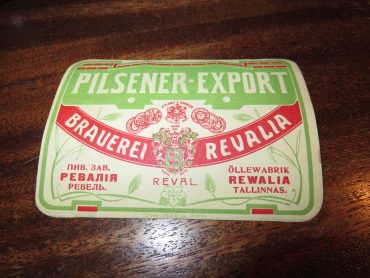 PILSENER-EXPORT
BRAUEREI REVALIA
REVAL
ПИВ. ЗАВ.
РЕВАЛІЯ
РЕВЕЛЬ.
ÕLLEWABRIK
REWALIA
TALLINNAS.